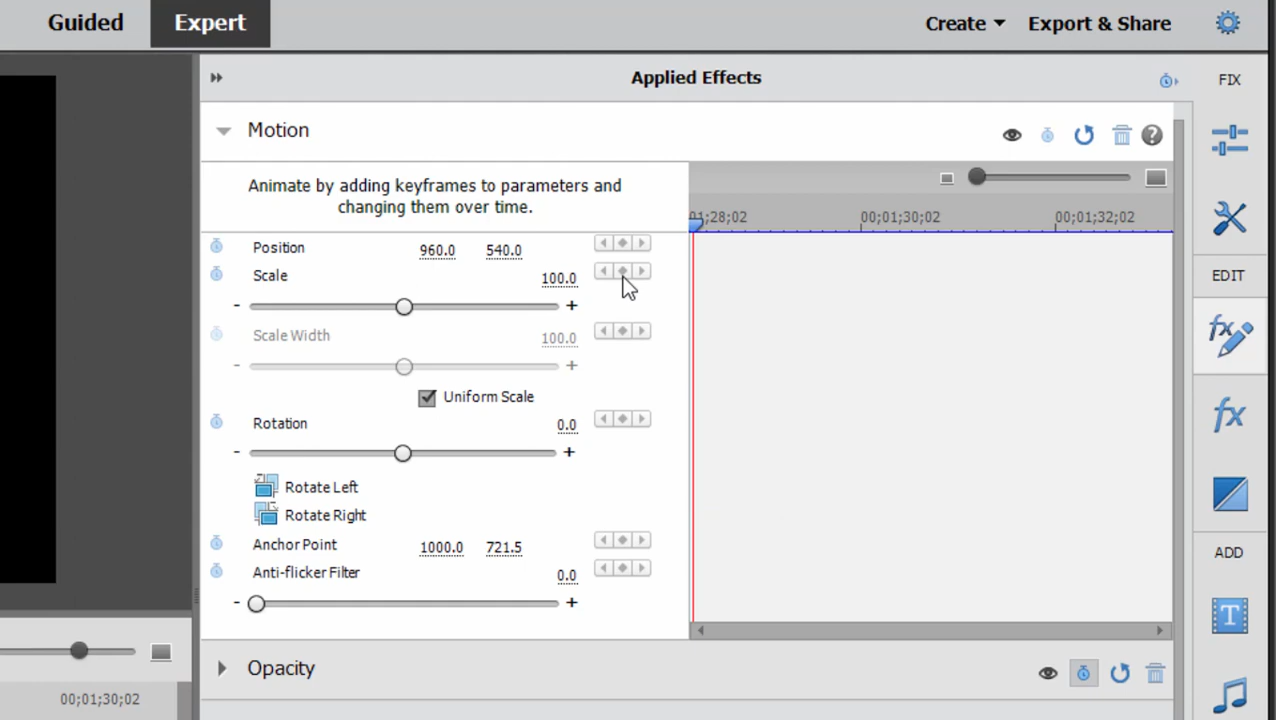 Guided Expert Create Export & Share
Applied Effects
FIX
Motion
?
Animate by adding keyframes to parameters and
changing them over time.
01;28;02 00;01;30;02 00;01;32;02
Position 960.0 540.0
Scale 100.0
- +
EDIT
Scale Width 100.0
- +
fx
Uniform Scale
Rotation 0.0
fx
- +
Rotate Left
Rotate Right
Anchor Point 1000.0 721.5
ADD
Anti-flicker Filter 0.0
- +
T
Opacity
00;01;30;02